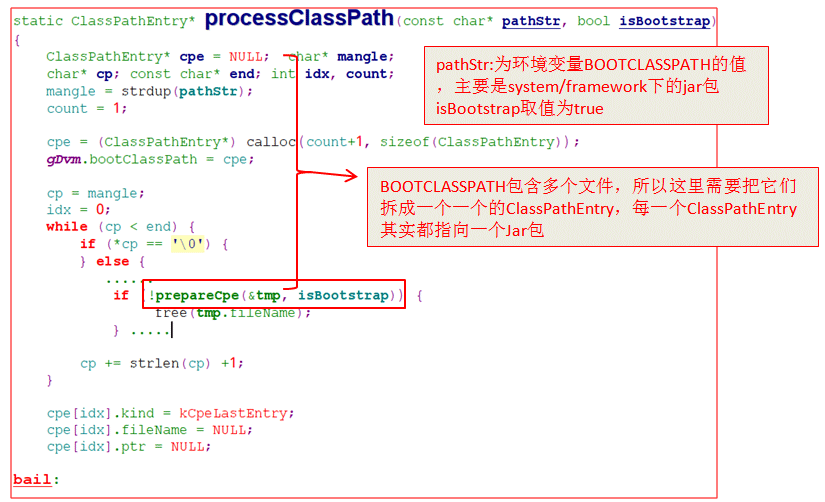 static ClassPathEntry* processClassPath(const char* pathStr, bool isBootstrap)
{
ClassPathEntry* cpe = NULL; char* mangle;
char* cp; const char* end; int idx, count;
mangle = strdup(pathStr);
count = 1;
pathStr:为环境变量BOOTCLASSPATH的值
，主要是system/framework下的jar包
isBootstrap取值为true
cpe = (ClassPathEntry*) calloc(count+1, sizeof(ClassPathEntry));
gDvm.bootClassPath = cpe;
BOOTCLASSPATH包含多个文件，所以这里需要把它们
拆成一个一个的ClassPathEntry，每一个ClassPathEntry
其实都指向一个Jar包
cp = mangle;
idx = 0;
while (cp < end) {
if (*cp == '\0') {
} else {
......
if (!prepareCpe(&tmp, isBootstrap)) {
free(tmp.fileName);
} .....
cp += strlen(cp) +1;
}
cpe[idx].kind = kCpeLastEntry;
cpe[idx].fileName = NULL;
cpe[idx].ptr = NULL;
bail: